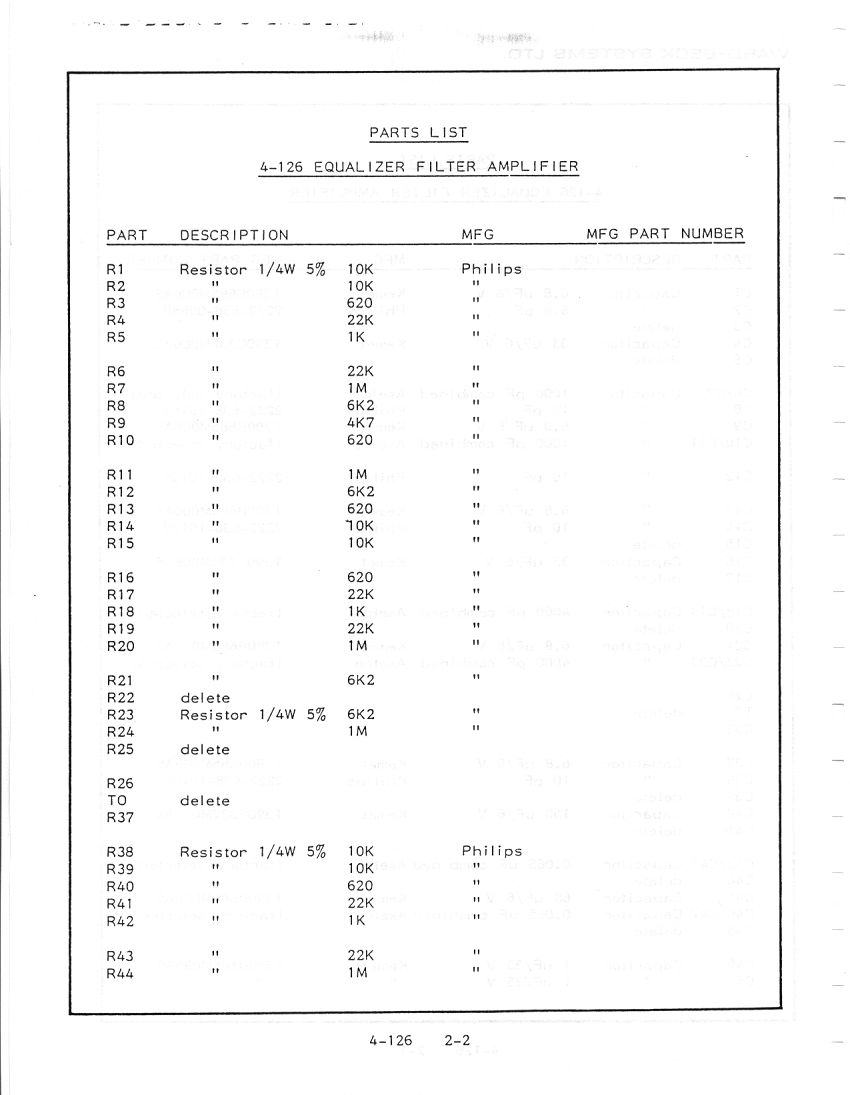 PARTS LIST
4-126 EQUALIZER FILTER AMPLIFIER
PART DESCRIPTION MFG MFG PART NUMBER
R1 Resistor 1/4W 5% 10K Philips
R2 " 10K "
R3 " 620 "
R4 " 22K "
R5 " 1K "
R6 " 22K "
R7 " 1M "
R8 " 6K2 "
R9 " 4K7 "
R10 " 620 "
R11 " 1M "
R12 " 6K2 "
R13 " 620 "
R14 " 10K "
R15 " 10K "
R16 " 620 "
R17 " 22K "
R18 " 1K "
R19 " 22K "
R20 " 1M "
R21 " 6K2 "
R22 delete
R23 Resistor 1/4W 5% 6K2 "
R24 " 1M "
R25 delete
R26
TO delete
R37
R38 Resistor 1/4W 5% 10K Philips
R39 " 10K "
R40 " 620 "
R41 " 22K "
R42 " 1K "
R43 " 22K "
R44 " 1M "
4-126 2-2